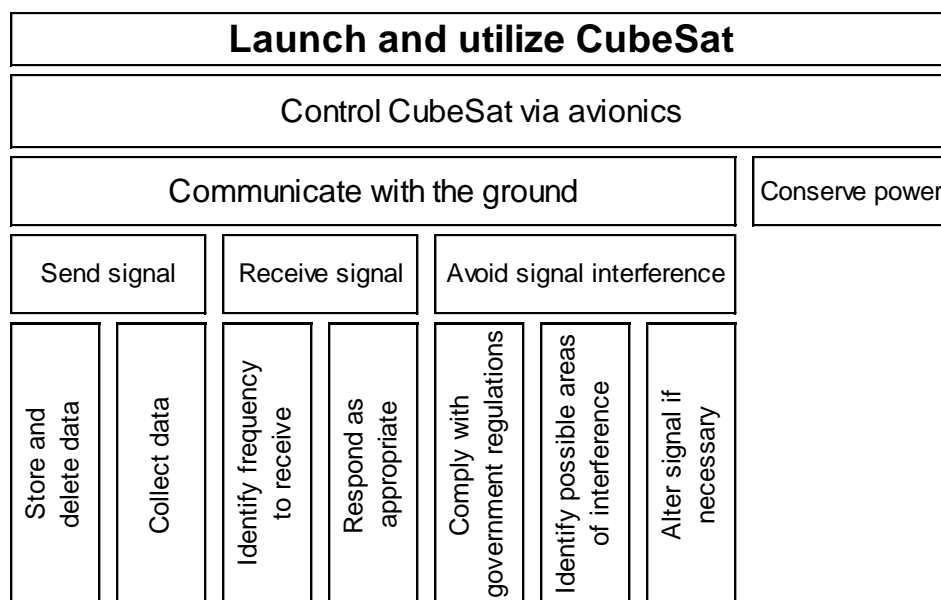 Launch and utilize CubeSat
Control CubeSat via avionics
Communicate with the ground
Conserve power
Send signal
Receive signal
Avoid signal interference
Store and
delete data
Collect data
Identify frequency
to receive
Respond as
appropriate
Comply with
government regulations
Identify possible areas
of interference
Alter signal if
necessary